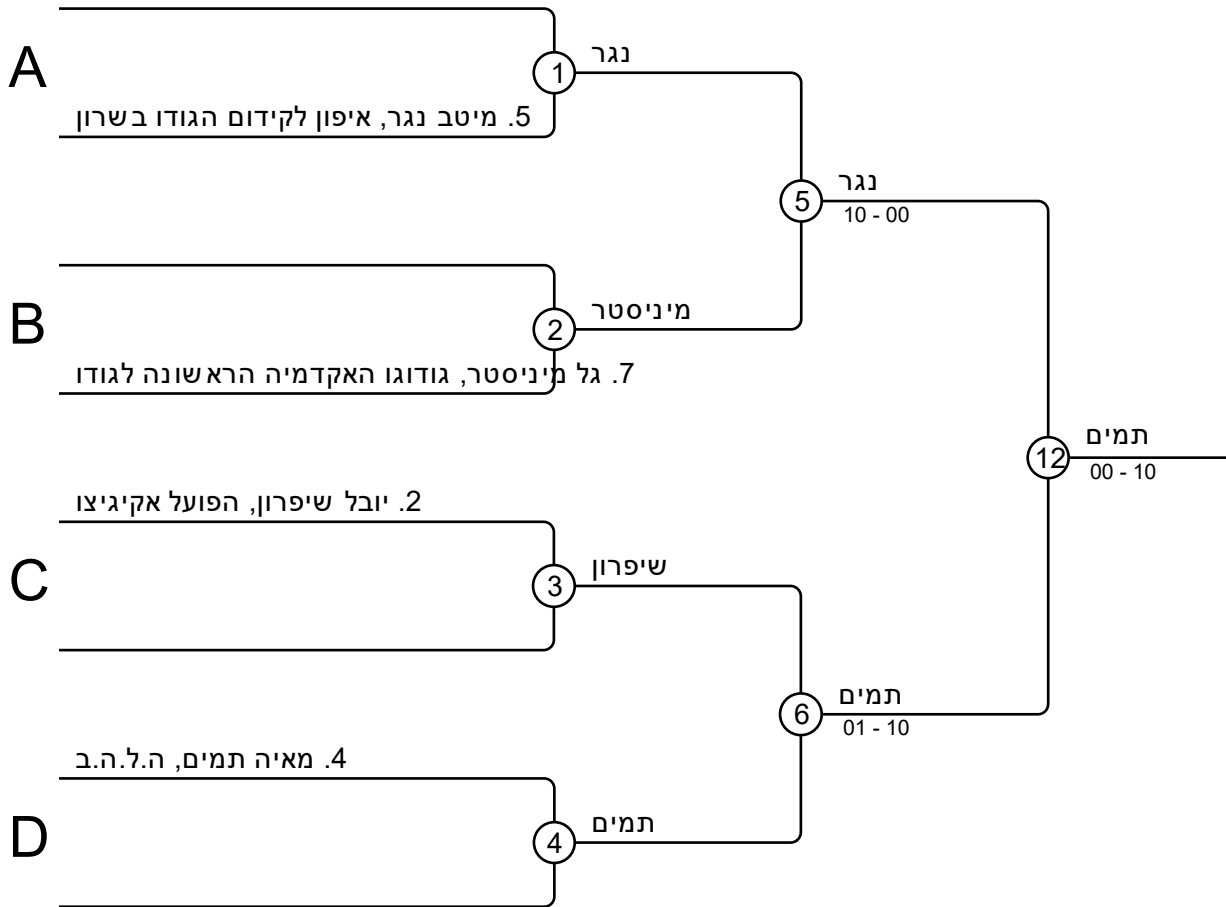 A
1
נגר
5. מיטב נגר, איפון לקידום הגודו בשרון
5
נגר
10 - 00
B
2
מיניסטר
7. גל מיניסטר, גודוגו האקדמיה הראשונה לגודו
12
תמים
00 - 10
2. יובל שיפרון, הפועל אקיגיצו
C
3
שיפרון
6
תמים
01 - 10
4. מאיה תמים, ה.ל.ה.ב
D
4
תמים